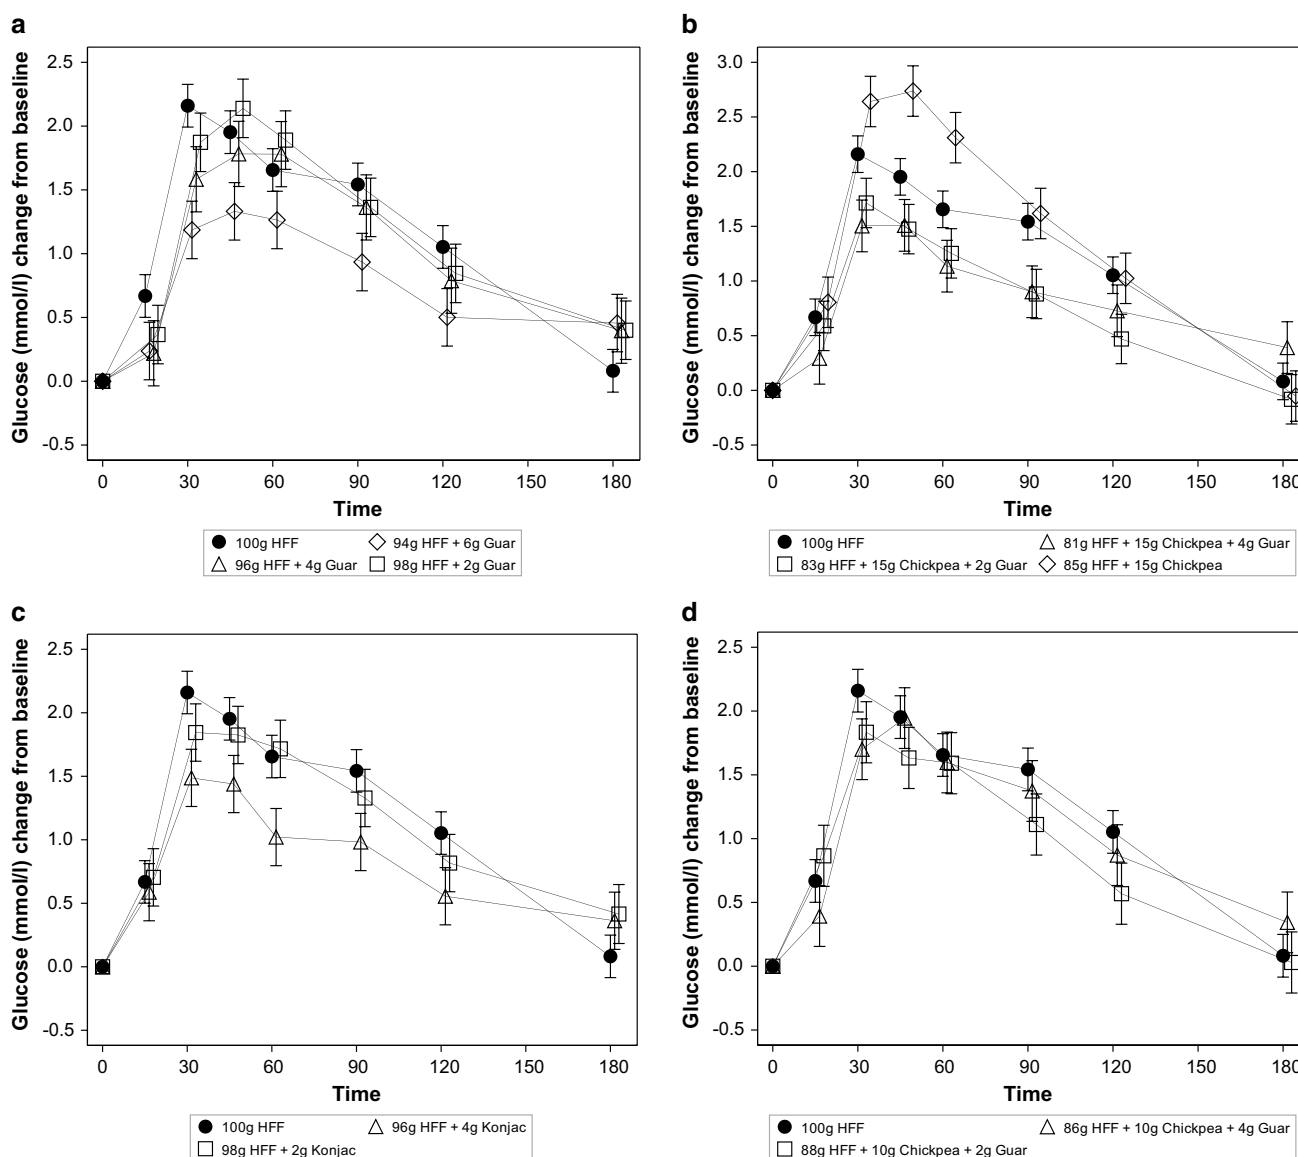 a
Glucose (mmol/l) change from baseline
2.5
2.0
1.5
1.0
0.5
0.0
-0.5
0 30 60 90 120 150 180
Time
100g HFF 94g HFF + 6g Guar
96g HFF + 4g Guar 98g HFF + 2g Guar
b
Glucose (mmol/l) change from baseline
3.0
2.5
2.0
1.5
1.0
0.5
0.0
-0.5
0 30 60 90 120 150 180
Time
100g HFF 81g HFF + 15g Chickpea + 4g Guar
83g HFF + 15g Chickpea + 2g Guar 85g HFF + 15g Chickpea
c
Glucose (mmol/l) change from baseline
2.5
2.0
1.5
1.0
0.5
0.0
-0.5
0 30 60 90 120 150 180
Time
100g HFF 96g HFF + 4g Konjac
98g HFF + 2g Konjac
d
Glucose (mmol/l) change from baseline
2.5
2.0
1.5
1.0
0.5
0.0
-0.5
0 30 60 90 120 150 180
Time
100g HFF 86g HFF + 10g Chickpea + 4g Guar
88g HFF + 10g Chickpea + 2g Guar